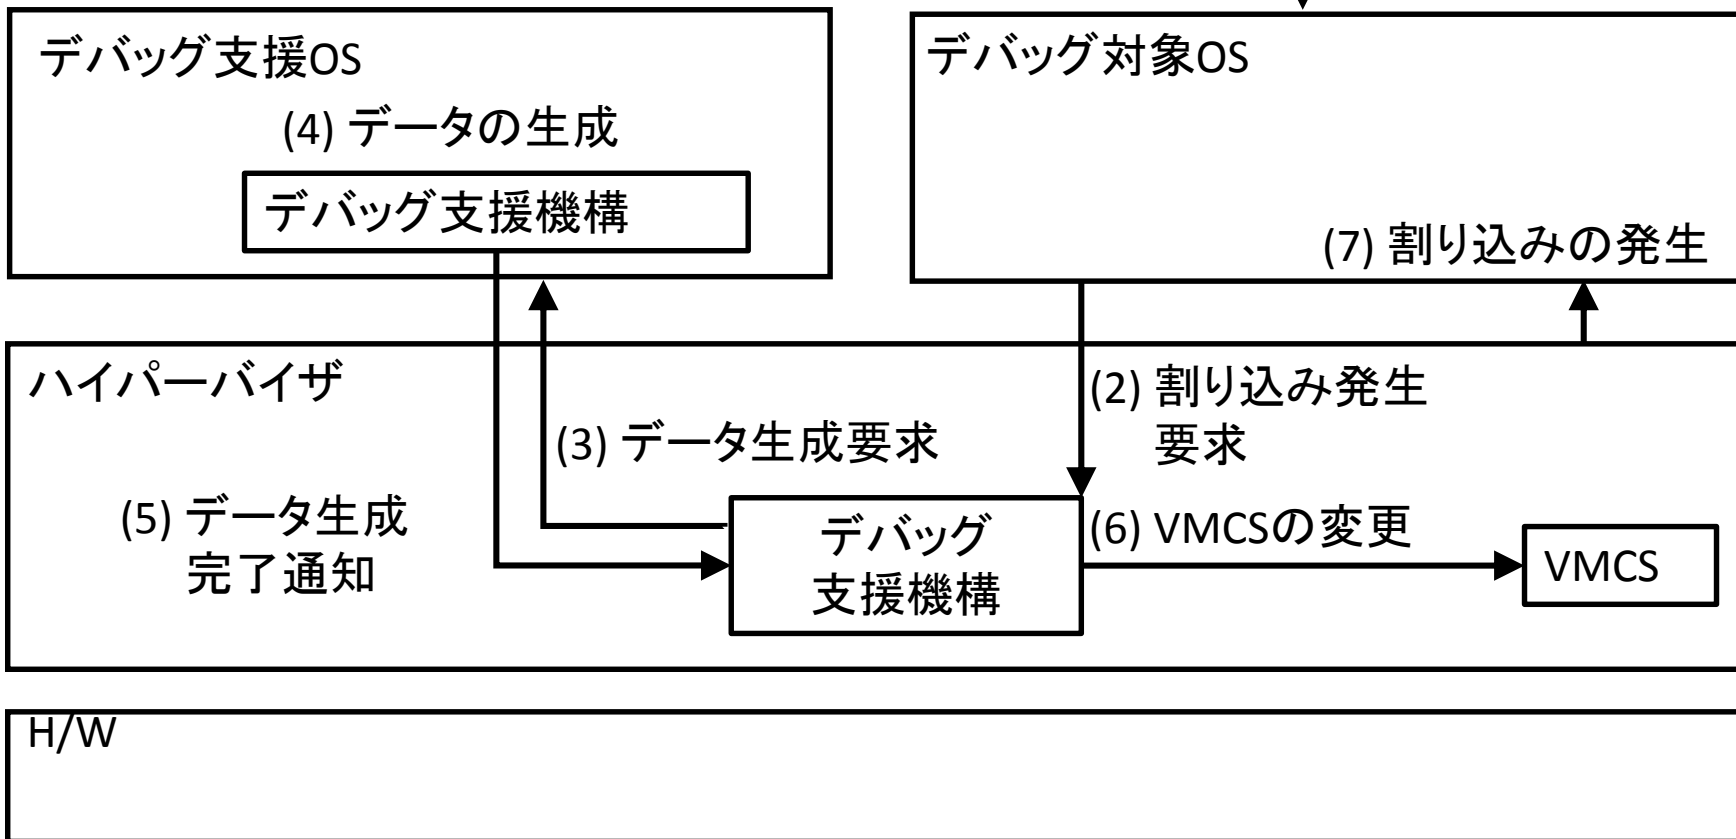 デバッグ支援OS
(4) データの生成
デバッグ支援機構
デバッグ対象OS
(7) 割り込みの発生
ハイパーバイザ
(2) 割り込み発生
要求
(3) データ生成要求
(5) データ生成
完了通知
デバッグ
支援機構
(6) VMCSの変更
VMCS
H/W